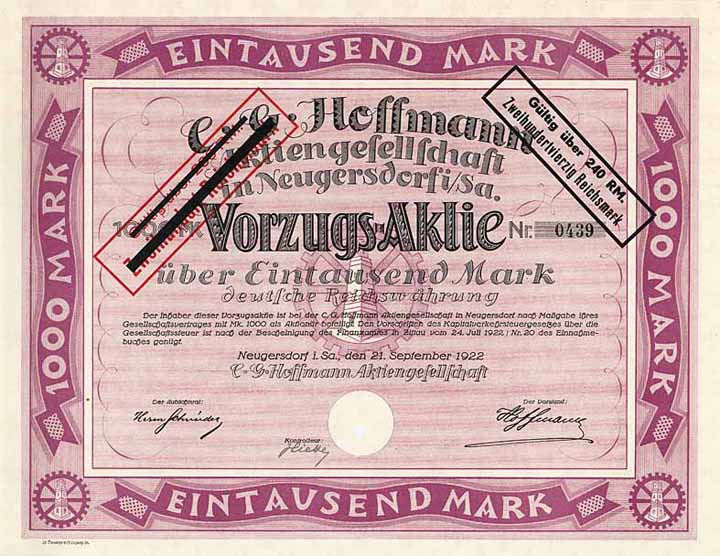 EINTAUSEND MARK
1000 MARK
1000 MARK
C. G. Hoffmann
Aktiengesellschaft
in Neugersdorf i/Sa.
Gültig über 240 RM.
Zweihundertvierzig Reichsmark
1000 MK
Vorzugs-Aktie Nr. 0439
über Eintausend Mark
deutsche Reichswährung
Der Inhaber dieser Vorzugsaktie ist bei der C. G. Hoffmann Aktiengesellschaft in Neugersdorf nach Maßgabe ihres
Gesellschaftsvertrages mit Mk. 1000 als Aktionär beteiligt. Den Vorschriften des Kapitalverkehrsteuergesetzes über die
Gesellschaftssteuer ist nach der Bescheinigung des Finanzamtes in Zittau vom 24. Juli 1922 / Nr. 20 des Einnahme-
buches genügt.
Neugersdorf i. Sa., den 21. September 1922
C. G. Hoffmann Aktiengesellschaft
Der Aufsichtsrat:
Der Vorstand:
Hoffmann
Kontrolleur:
EINTAUSEND MARK